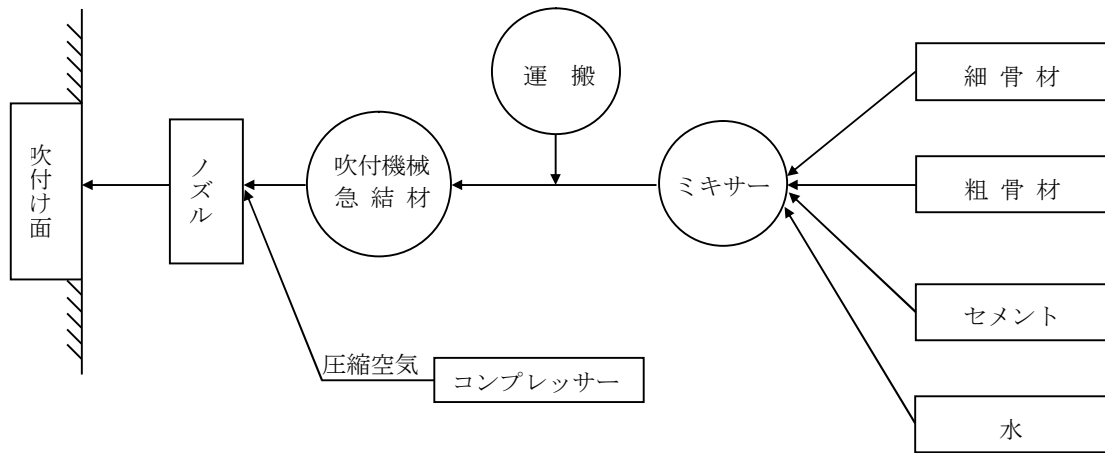 運　搬
細 骨 材
吹付け面
ノズル
吹付機械
急 結 材
ミキサー
粗 骨 材
セメント
圧縮空気
コンプレッサー
水